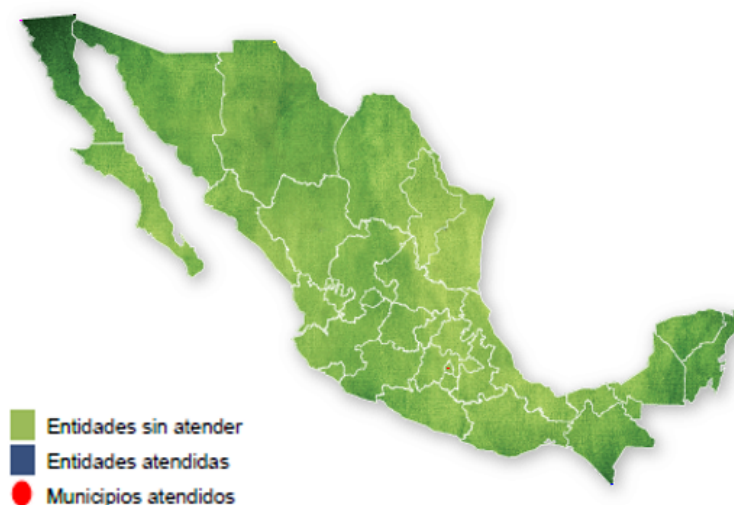 Entidades sin atender
Entidades atendidas
Municipios atendidos